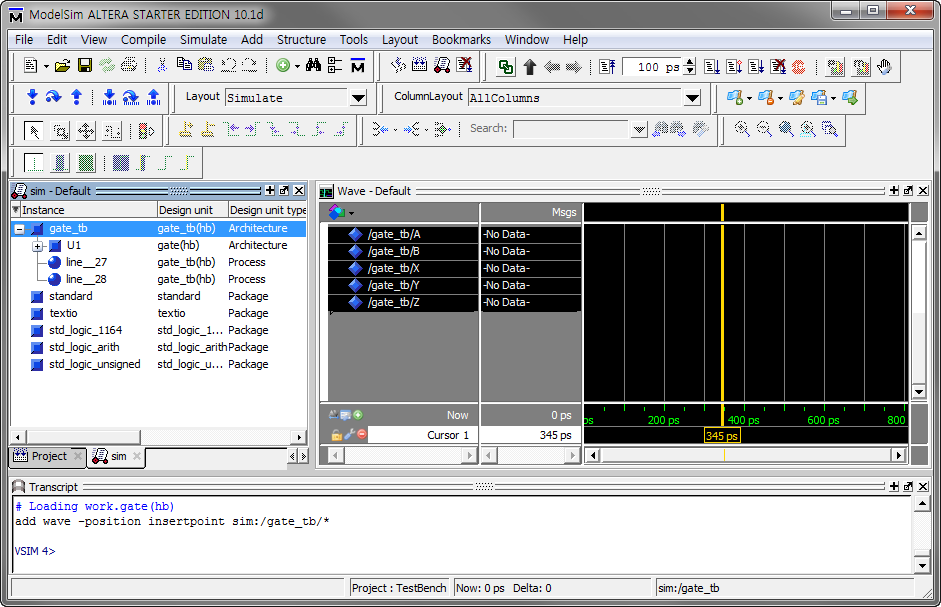 ModelSim ALTERA STARTER EDITION 10.1d
File Edit View Compile Simulate Add Structure Tools Layout Bookmarks Window Help
100 ps
Layout Simulate ColumnLayout AllColumns
Search:
sim - Default
Instance Design unit Design unit type
gate_tb gate_tb(hb) Architecture
U1 gate(hb) Architecture
line__27 gate_tb(hb) Process
line__28 gate_tb(hb) Process
standard standard Package
textio textio Package
std_logic_1164 std_logic_1... Package
std_logic_arith std_logic_arith Package
std_logic_unsigned std_logic_u... Package
Project sim
Wave - Default
Msgs
/gate_tb/A -No Data-
/gate_tb/B -No Data-
/gate_tb/X -No Data-
/gate_tb/Y -No Data-
/gate_tb/Z -No Data-
Now 0 ps ps 200 ps 400 ps 600 ps 800
Cursor 1 345 ps 345 ps
Transcript
# Loading work.gate(hb)
add wave -position insertpoint sim:/gate_tb/*
VSIM 4>
Project : TestBench Now: 0 ps Delta: 0 sim:/gate_tb